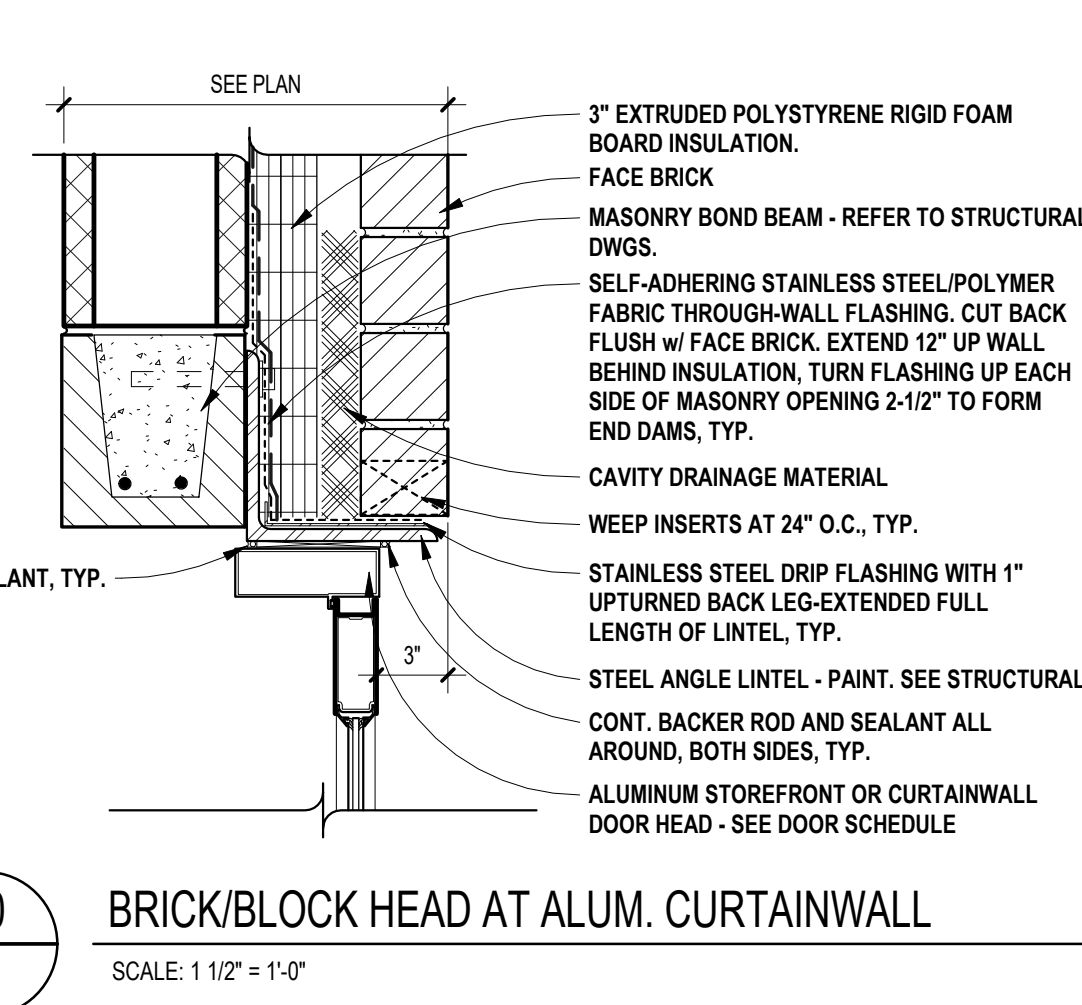 SEE PLAN
3" EXTRUDED POLYSTYRENE RIGID FOAM
BOARD INSULATION.
FACE BRICK
MASONRY BOND BEAM - REFER TO STRUCTURAL
DWGS.
SELF-ADHERING STAINLESS STEEL/POLYMER
FABRIC THROUGH-WALL FLASHING. CUT BACK
FLUSH w/ FACE BRICK. EXTEND 12" UP WALL
BEHIND INSULATION, TURN FLASHING UP EACH
SIDE OF MASONRY OPENING 2-1/2" TO FORM
END DAMS, TYP.
CAVITY DRAINAGE MATERIAL
WEEP INSERTS AT 24" O.C., TYP.
LANT, TYP.
STAINLESS STEEL DRIP FLASHING WITH 1"
UPTURNED BACK LEG-EXTENDED FULL
LENGTH OF LINTEL, TYP.
3"
STEEL ANGLE LINTEL - PAINT. SEE STRUCTURAL
CONT. BACKER ROD AND SEALANT ALL
AROUND, BOTH SIDES, TYP.
ALUMINUM STOREFRONT OR CURTAINWALL
DOOR HEAD - SEE DOOR SCHEDULE
BRICK/BLOCK HEAD AT ALUM. CURTAINWALL
SCALE: 1 1/2" = 1'-0"